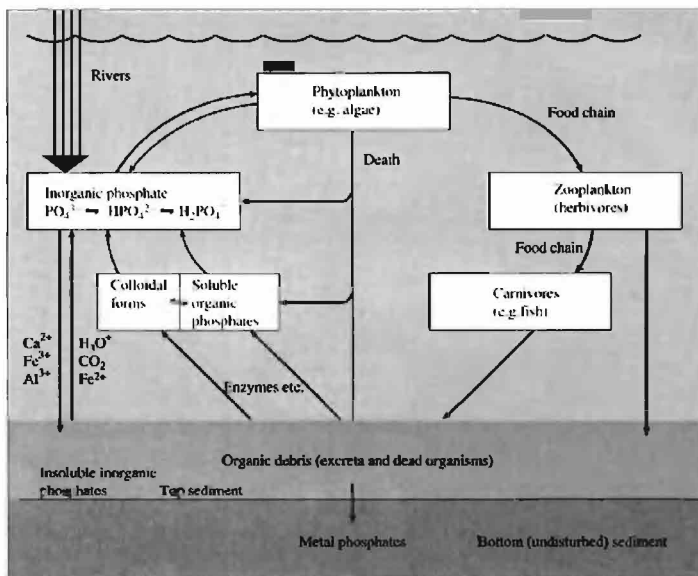 Rivers
Phytoplankton
(e.g. algae)
Food chain
Death
Inorganic phosphate
PO₄³ HPO₄² H₂PO₄
Zooplankton
(herbivores)
Food chain
Colloidal
forms
Soluble
organic
phosphates
Carnivores
(e.g.fish)
Ca²⁺
Fe³⁺
Al³⁺
H₃O⁺
CO₂
Fe²⁺
Enzymes etc.
Organic debris (excreta and dead organisms)
Insoluble inorganic
phosphates
Top sediment
Metal phosphates
Bottom (undisturbed) sediment